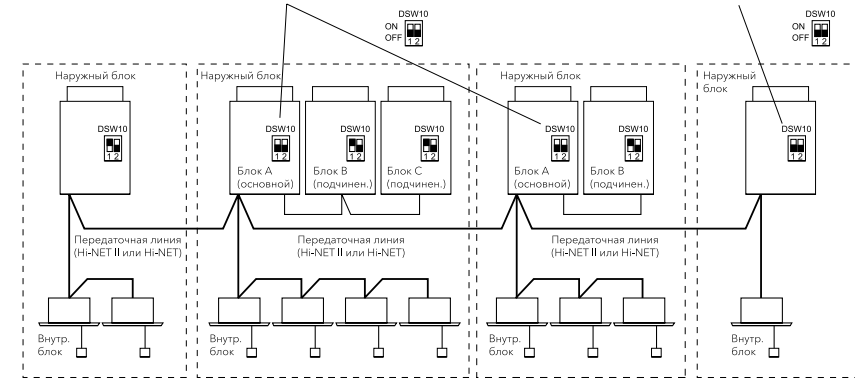 DSW10
ON
OFF
1 2
DSW10
ON
OFF
1 2
Наружный блок
DSW10
1 2
Передаточная линия
(Hi-NET II или Hi-NET)
Внутр.
блок
Наружный блок
DSW10
1 2
Блок A
(основной)
DSW10
1 2
Блок B
(подчинен.)
DSW10
1 2
Блок C
(подчинен.)
Передаточная линия
(Hi-NET II или Hi-NET)
Внутр.
блок
Наружный блок
DSW10
1 2
Блок A
(основной)
DSW10
1 2
Блок B
(подчинен.)
Передаточная линия
(Hi-NET II или Hi-NET)
Внутр.
блок
Наружный
блок
DSW10
1 2
Внутр.
блок